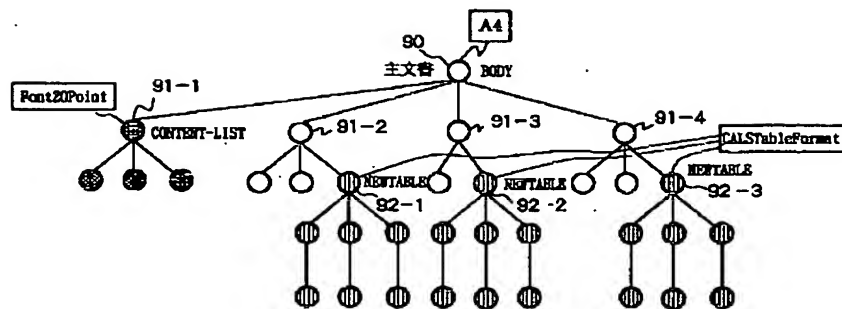 A4
90
主文書 BODY
91-1
Font20Point
CONTENT-LIST
91-2
91-3
91-4
CALSTableFormat
NEWTABLE
92-1
NEWTABLE
92-2
NEWTABLE
92-3